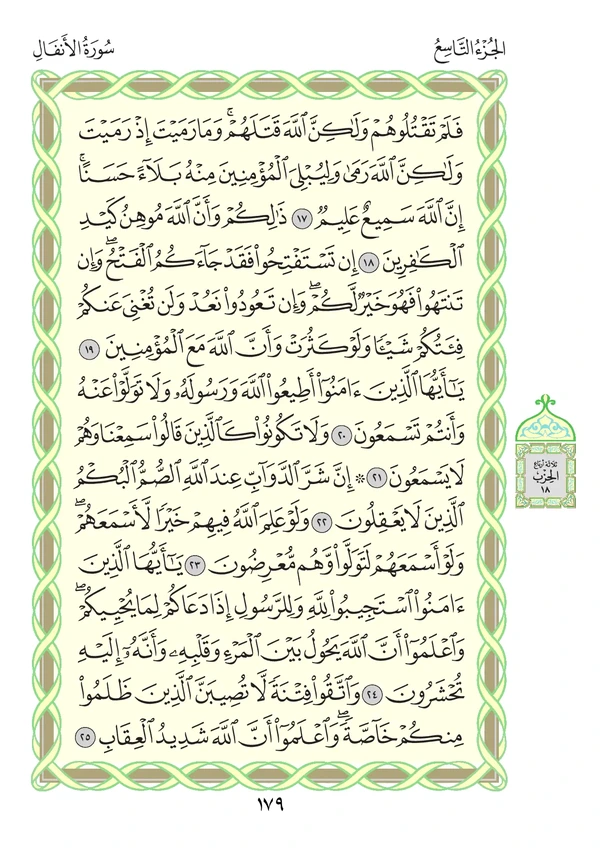 الجُزْءُ التَّاسِعُ
سُورَةُ الأَنفَالِ
فَلَمْ تَقْتُلُوهُمْ وَلَٰكِنَّ ٱللَّهَ قَتَلَهُمْۚ وَمَا رَمَيْتَ إِذْ رَمَيْتَ
وَلَٰكِنَّ ٱللَّهَ رَمَىٰ وَلِيُبْلِيَ ٱلْمُؤْمِنِينَ مِنْهُ بَلَآءً حَسَنًاۚ
إِنَّ ٱللَّهَ سَمِيعٌ عَلِيمٌ ١٧ ذَٰلِكُمْ وَأَنَّ ٱللَّهَ مُوهِنُ كَيْدِ
ٱلْكَٰفِرِينَ ١٨ إِن تَسْتَفْتِحُوا۟ فَقَدْ جَآءَكُمُ ٱلْفَتْحُۖ وَإِن
تَنتَهُوا۟ فَهُوَ خَيْرٌ لَّكُمْۖ وَإِن تَعُودُوا۟ نَعُدْ وَلَن تُغْنِيَ عَنكُمْ
فِئَتُكُمْ شَيْـًٔا وَلَوْ كَثُرَتْ وَأَنَّ ٱللَّهَ مَعَ ٱلْمُؤْمِنِينَ ١٩
يَٰٓأَيُّهَا ٱلَّذِينَ ءَامَنُوٓا۟ أَطِيعُوا۟ ٱللَّهَ وَرَسُولَهُۥ وَلَا تَوَلَّوْا۟ عَنْهُ
وَأَنتُمْ تَسْمَعُونَ ٢٠ وَلَا تَكُونُوا۟ كَٱلَّذِينَ قَالُوا۟ سَمِعْنَا وَهُمْ
لَا يَسْمَعُونَ ٢١ ۞ إِنَّ شَرَّ ٱلدَّوَآبِّ عِندَ ٱللَّهِ ٱلصُّمُّ ٱلْبُكْمُ
ٱلَّذِينَ لَا يَعْقِلُونَ ٢٢ وَلَوْ عَلِمَ ٱللَّهُ فِيهِمْ خَيْرًا لَّأَسْمَعَهُمْۖ
وَلَوْ أَسْمَعَهُمْ لَتَوَلَّوا۟ وَّهُم مُّعْرِضُونَ ٢٣ يَٰٓأَيُّهَا ٱلَّذِينَ
ءَامَنُوا۟ ٱسْتَجِيبُوا۟ لِلَّهِ وَلِلرَّسُولِ إِذَا دَعَاكُمْ لِمَا يُحْيِيكُمْۖ
وَٱعْلَمُوٓا۟ أَنَّ ٱللَّهَ يَحُولُ بَيْنَ ٱلْمَرْءِ وَقَلْبِهِۦ وَأَنَّهُۥٓ إِلَيْهِ
تُحْشَرُونَ ٢٤ وَٱتَّقُوا۟ فِتْنَةً لَّا تُصِيبَنَّ ٱلَّذِينَ ظَلَمُوا۟
مِنكُمْ خَآصَّةًۖ وَٱعْلَمُوٓا۟ أَنَّ ٱللَّهَ شَدِيدُ ٱلْعِقَابِ ٢٥
ثلاثة أرباع
الحزب
١٨
١٧٩